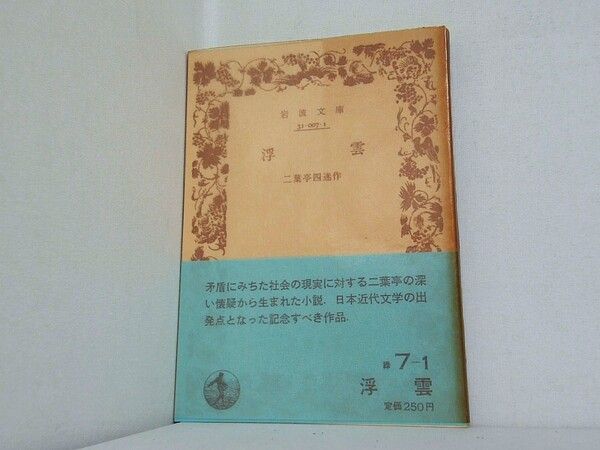 岩波文庫
31-007-1
浮雲
二葉亭四迷作
矛盾にみちた社会の現実に対する二葉亭の深
い懐疑から生まれた小説．日本近代文学の出
発点となった記念すべき作品．
緑 7-1
浮雲
定価250円